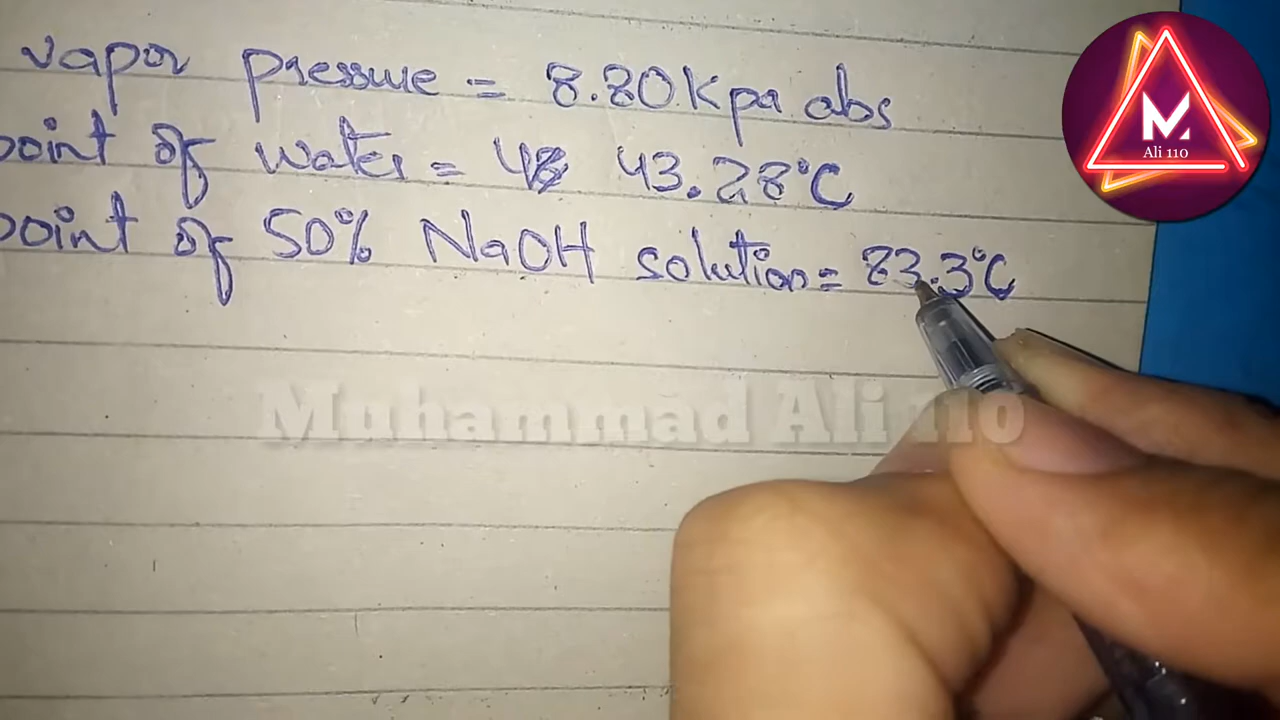 vapor pressure = 8.80 Kpa abs
point of water = 43.28°C
point of 50% NaOH solution = 83.3°C
Muhammad Ali 110
M
Ali 110